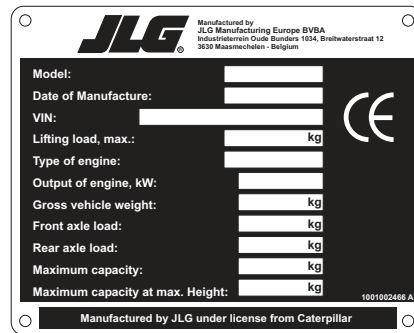 JLG®
Manufactured by
JLG Manufacturing Europe BVBA
Industrieterrein Oude Bunders 1034, Breitwaterstraat 12
3630 Maasmechelen - Belgium
Model:
Date of Manufacture:
VIN:
Lifting load, max.: kg
Type of engine:
Output of engine, kW:
Gross vehicle weight: kg
Front axle load: kg
Rear axle load: kg
Maximum capacity: kg
Maximum capacity at max. Height: kg
CE
1001002466 A
Manufactured by JLG under license from Caterpillar